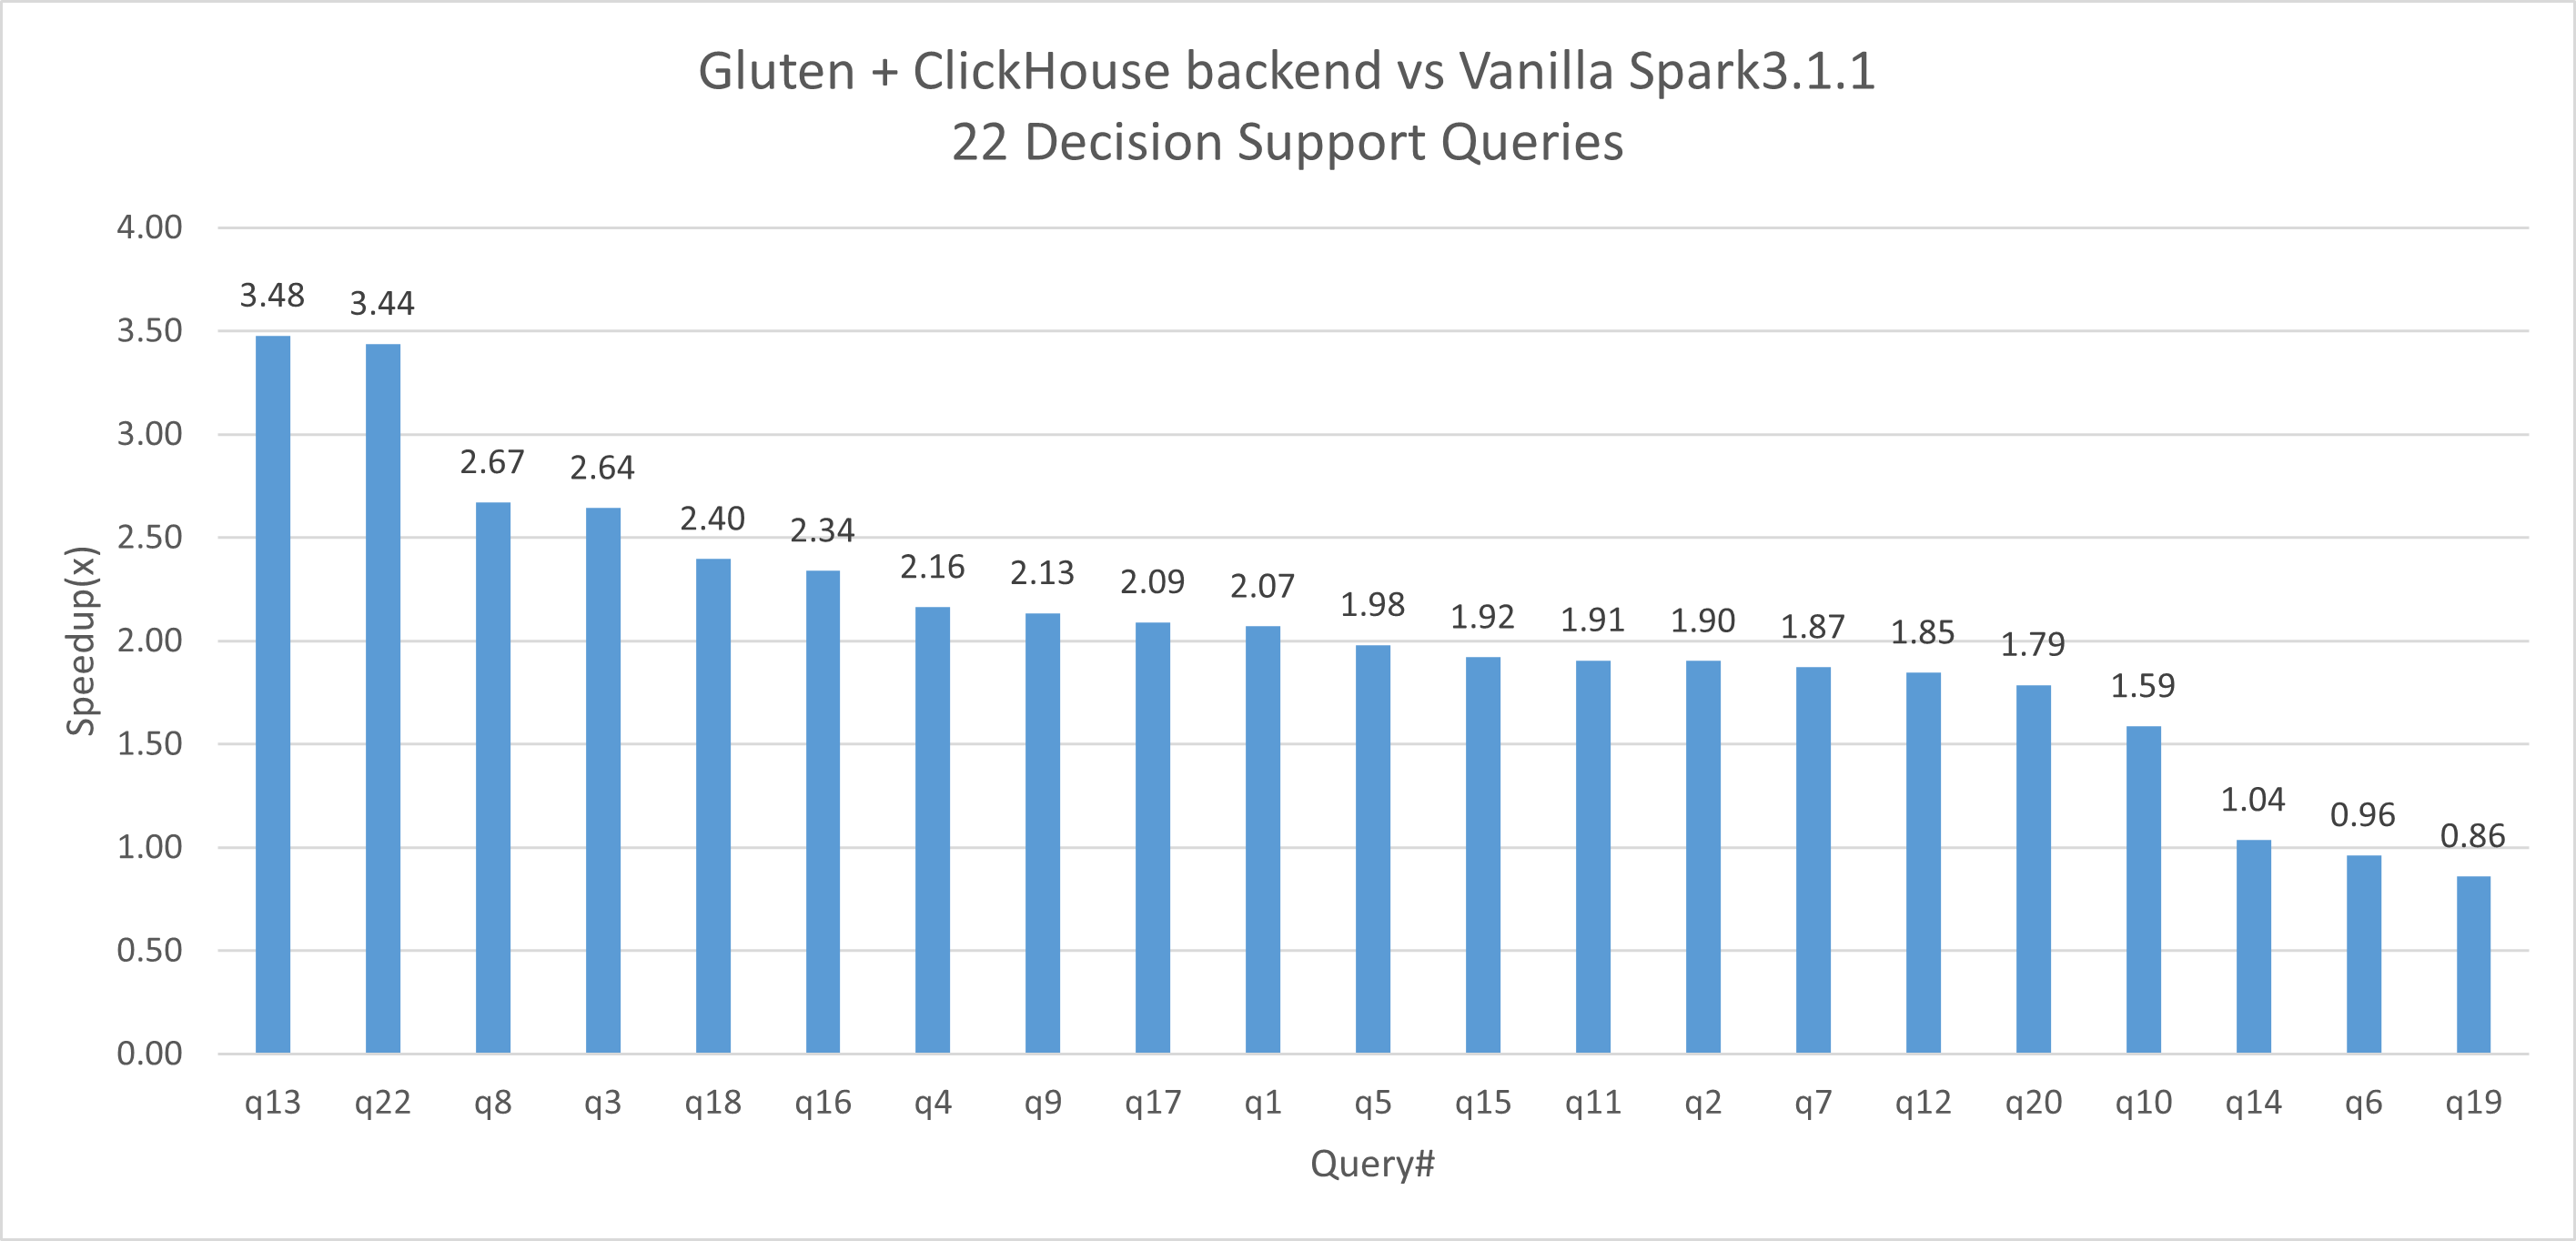 Gluten + ClickHouse backend vs Vanilla Spark3.1.1
22 Decision Support Queries
Speedup(x)
4.00
3.50
3.00
2.50
2.00
1.50
1.00
0.50
0.00
3.48 3.44 2.67 2.64 2.40 2.34 2.16 2.13 2.09 2.07 1.98 1.92 1.91 1.90 1.87 1.85 1.79 1.59 1.04 0.96 0.86
q13 q22 q8 q3 q18 q16 q4 q9 q17 q1 q5 q15 q11 q2 q7 q12 q20 q10 q14 q6 q19
Query#